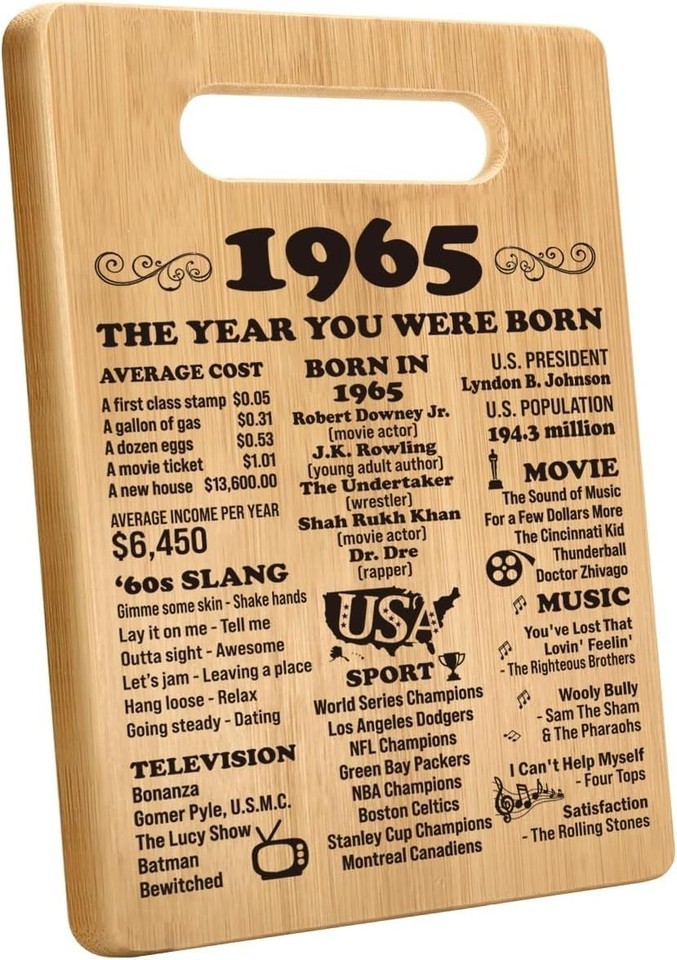 1965
THE YEAR YOU WERE BORN
AVERAGE COST
A first class stamp $0.05
A gallon of gas $0.31
A dozen eggs $0.53
A movie ticket $1.01
A new house $13,600.00
AVERAGE INCOME PER YEAR
$6,450
'60s SLANG
Gimme some skin - Shake hands
Lay it on me - Tell me
Outta sight - Awesome
Let's jam - Leaving a place
Hang loose - Relax
Going steady - Dating
TELEVISION
Bonanza
Gomer Pyle, U.S.M.C.
The Lucy Show
Batman
Bewitched
BORN IN
1965
Robert Downey Jr.
(movie actor)
J.K. Rowling
(young adult author)
The Undertaker
(wrestler)
Shah Rukh Khan
(movie actor)
Dr. Dre
(rapper)
USA
SPORT
World Series Champions
Los Angeles Dodgers
NFL Champions
Green Bay Packers
NBA Champions
Boston Celtics
Stanley Cup Champions
Montreal Canadiens
U.S. PRESIDENT
Lyndon B. Johnson
U.S. POPULATION
194.3 million
MOVIE
The Sound of Music
For a Few Dollars More
The Cincinnati Kid
Thunderball
Doctor Zhivago
MUSIC
You've Lost That
Lovin' Feelin'
- The Righteous Brothers
Wooly Bully
- Sam The Sham
& The Pharaohs
I Can't Help Myself
- Four Tops
Satisfaction
- The Rolling Stones